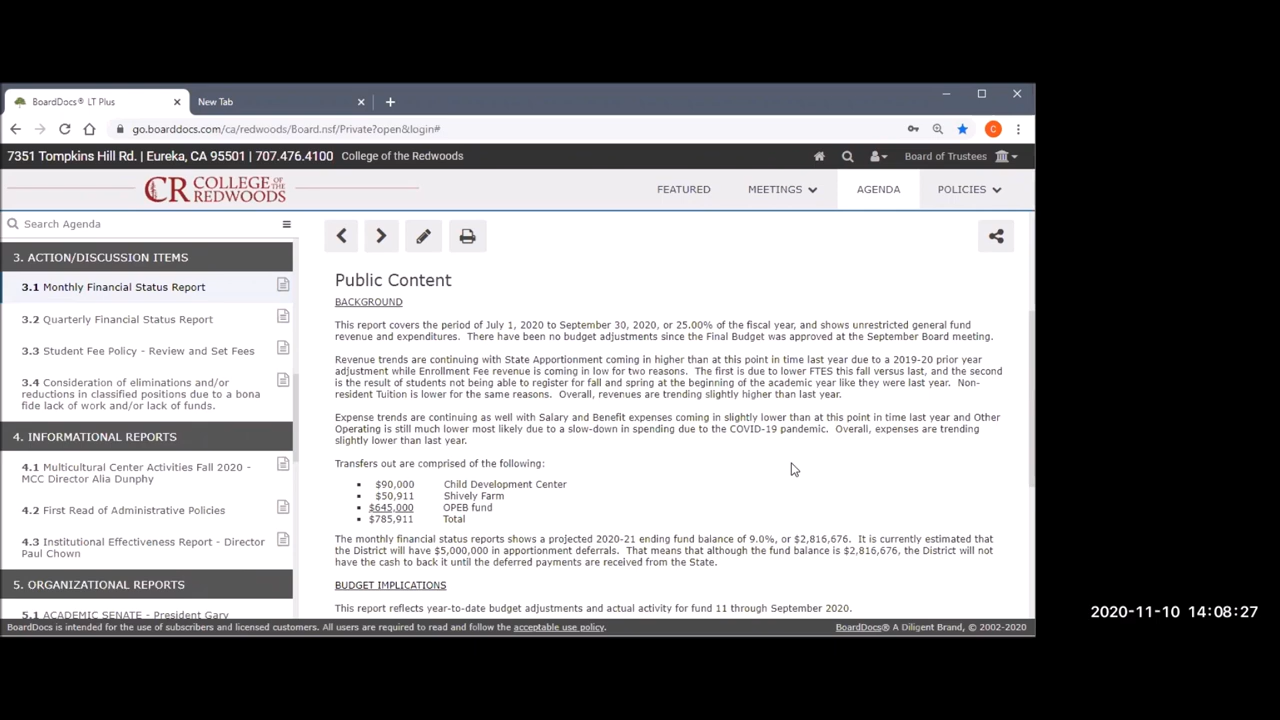 BoardDocs® LT Plus
New Tab
go.boarddocs.com/ca/redwoods/Board.nsf/Private?open&login#
C
7351 Tompkins Hill Rd. | Eureka, CA 95501 | 707.476.4100 College of the Redwoods
Board of Trustees
CR COLLEGE OF THE REDWOODS
FEATURED MEETINGS AGENDA POLICIES
Search Agenda
3. ACTION/DISCUSSION ITEMS
3.1 Monthly Financial Status Report
3.2 Quarterly Financial Status Report
3.3 Student Fee Policy - Review and Set Fees
3.4 Consideration of eliminations and/or
reductions in classified positions due to a bona
fide lack of work and/or lack of funds.
4. INFORMATIONAL REPORTS
4.1 Multicultural Center Activities Fall 2020 -
MCC Director Alia Dunphy
4.2 First Read of Administrative Policies
4.3 Institutional Effectiveness Report - Director
Paul Chown
5. ORGANIZATIONAL REPORTS
5.1 ACADEMIC SENATE - President Gary
Public Content
BACKGROUND
This report covers the period of July 1, 2020 to September 30, 2020, or 25.00% of the fiscal year, and shows unrestricted general fund
revenue and expenditures. There have been no budget adjustments since the Final Budget was approved at the September Board meeting.
Revenue trends are continuing with State Apportionment coming in higher than at this point in time last year due to a 2019-20 prior year
adjustment while Enrollment Fee revenue is coming in low for two reasons. The first is due to lower FTES this fall versus last, and the second
is the result of students not being able to register for fall and spring at the beginning of the academic year like they were last year. Non-
resident Tuition is lower for the same reasons. Overall, revenues are trending slightly higher than last year.
Expense trends are continuing as well with Salary and Benefit expenses coming in slightly lower than at this point in time last year and Other
Operating is still much lower most likely due to a slow-down in spending due to the COVID-19 pandemic. Overall, expenses are trending
slightly lower than last year.
Transfers out are comprised of the following:
▪ $90,000 Child Development Center
▪ $50,911 Shively Farm
▪ $645,000 OPEB fund
▪ $785,911 Total
The monthly financial status reports shows a projected 2020-21 ending fund balance of 9.0%, or $2,816,676. It is currently estimated that
the District will have $5,000,000 in apportionment deferrals. That means that although the fund balance is $2,816,676, the District will not
have the cash to back it until the deferred payments are received from the State.
BUDGET IMPLICATIONS
This report reflects year-to-date budget adjustments and actual activity for fund 11 through September 2020.
BoardDocs is intended for the use of subscribers and licensed customers. All users are required to read and follow the acceptable use policy.
BoardDocs® A Diligent Brand, © 2002-2020
2020-11-10 14:08:27